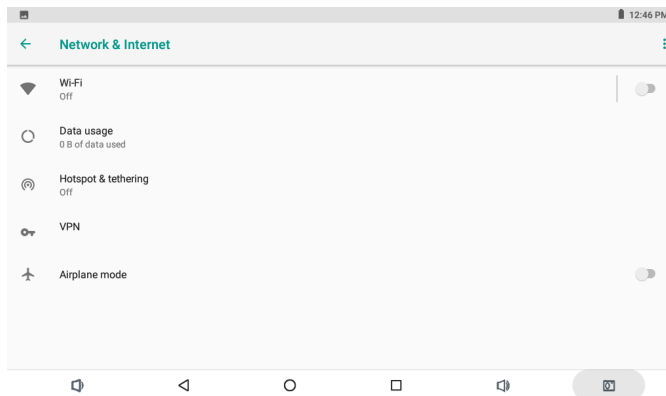 12:46 PM
Network & Internet
Wi-Fi
Off
Data usage
0 B of data used
Hotspot & tethering
Off
VPN
Airplane mode